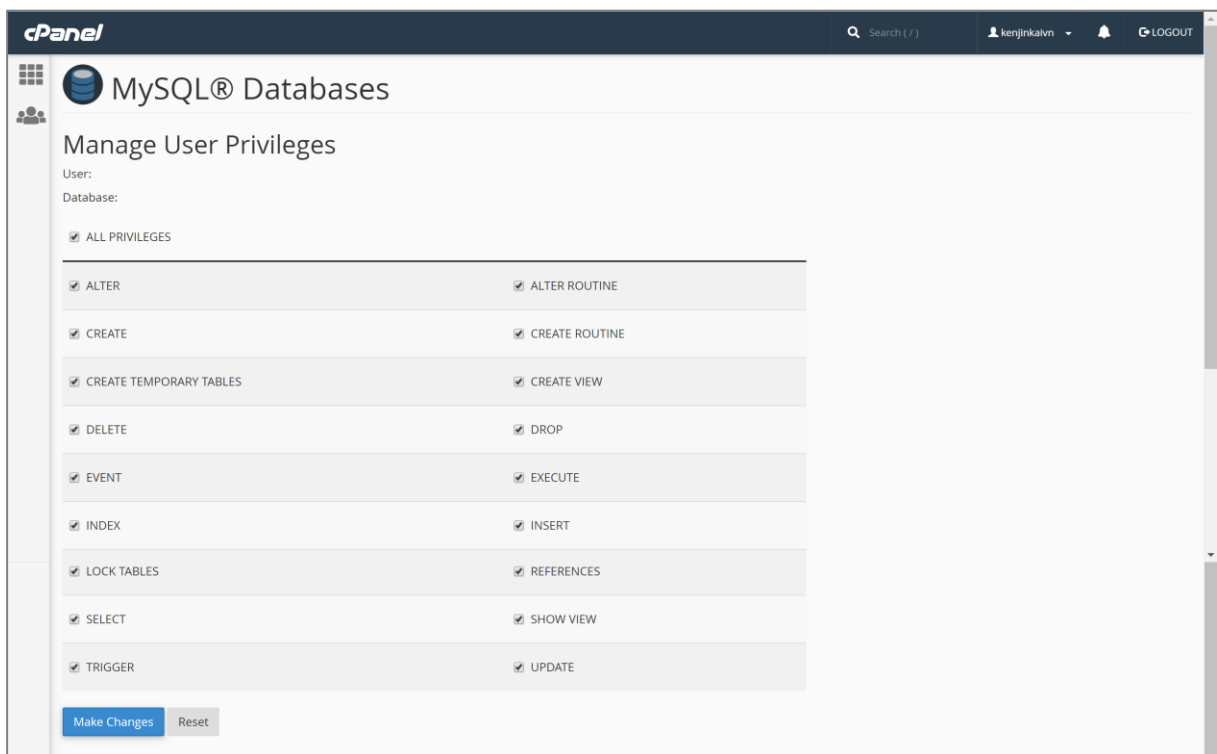 cPanel Search ( / ) kenjinkaivn LOGOUT
MySQL® Databases
Manage User Privileges
User:
Database:
ALL PRIVILEGES
ALTER ALTER ROUTINE
CREATE CREATE ROUTINE
CREATE TEMPORARY TABLES CREATE VIEW
DELETE DROP
EVENT EXECUTE
INDEX INSERT
LOCK TABLES REFERENCES
SELECT SHOW VIEW
TRIGGER UPDATE
Make Changes Reset